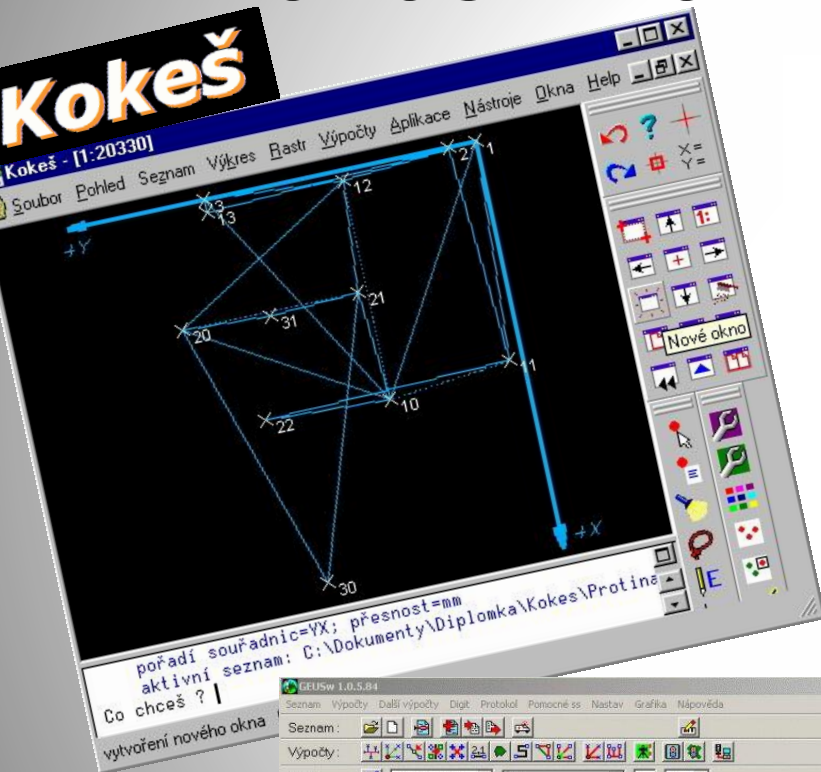 Kokeš
Kokeš - [1:20330]
Soubor Pohled Seznam Výkres Rastr Výpočty Aplikace Nástroje Okna Help
X=
Y=
1:
2 1
12
3
13
+Y
21
31
20
11
10
22
+X
30
Nové okno
E
pořadí souřadnic=YX; přesnost=mm
aktivní seznam: C:\Dokumenty\Diplomka\Kokes\Protina
Co chceš ?
vytvoření nového okna
GEUSw 1.0.5.84
Seznam Výpočty Další výpočty Digit Protokol Pomocné ss Nastav Grafika Nápověda
Seznam :
Výpočty :